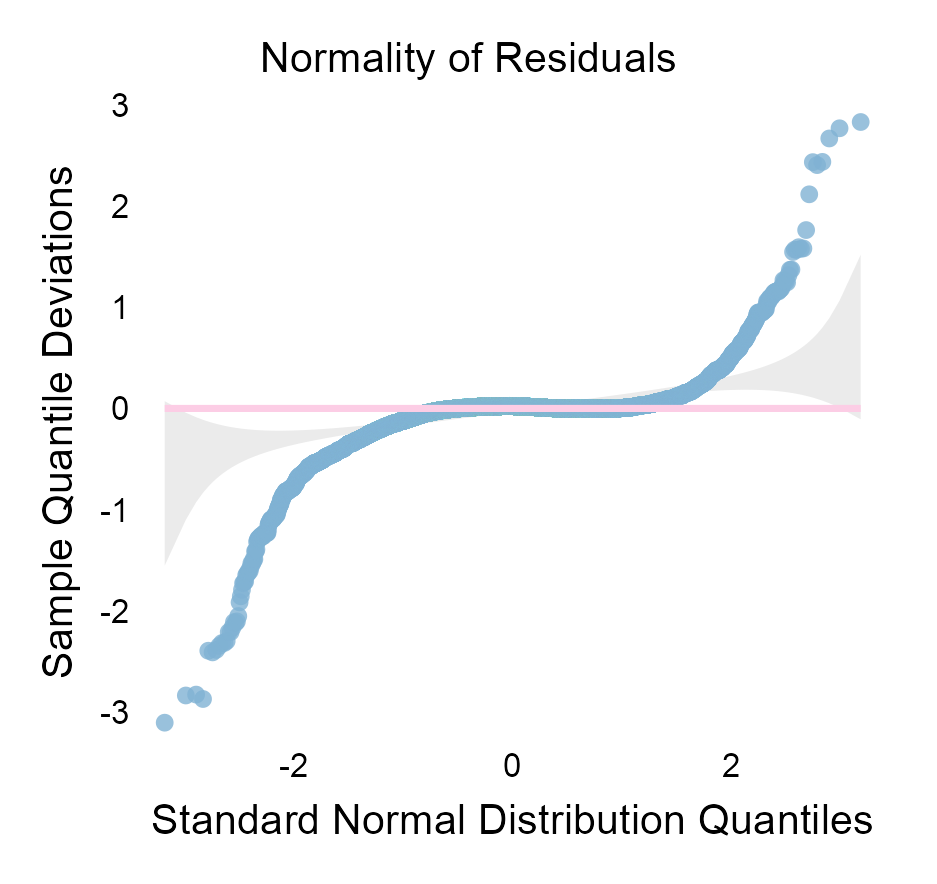 Normality of Residuals
3
2
1
0
-1
-2
-3
Sample Quantile Deviations
-2 0 2
Standard Normal Distribution Quantiles